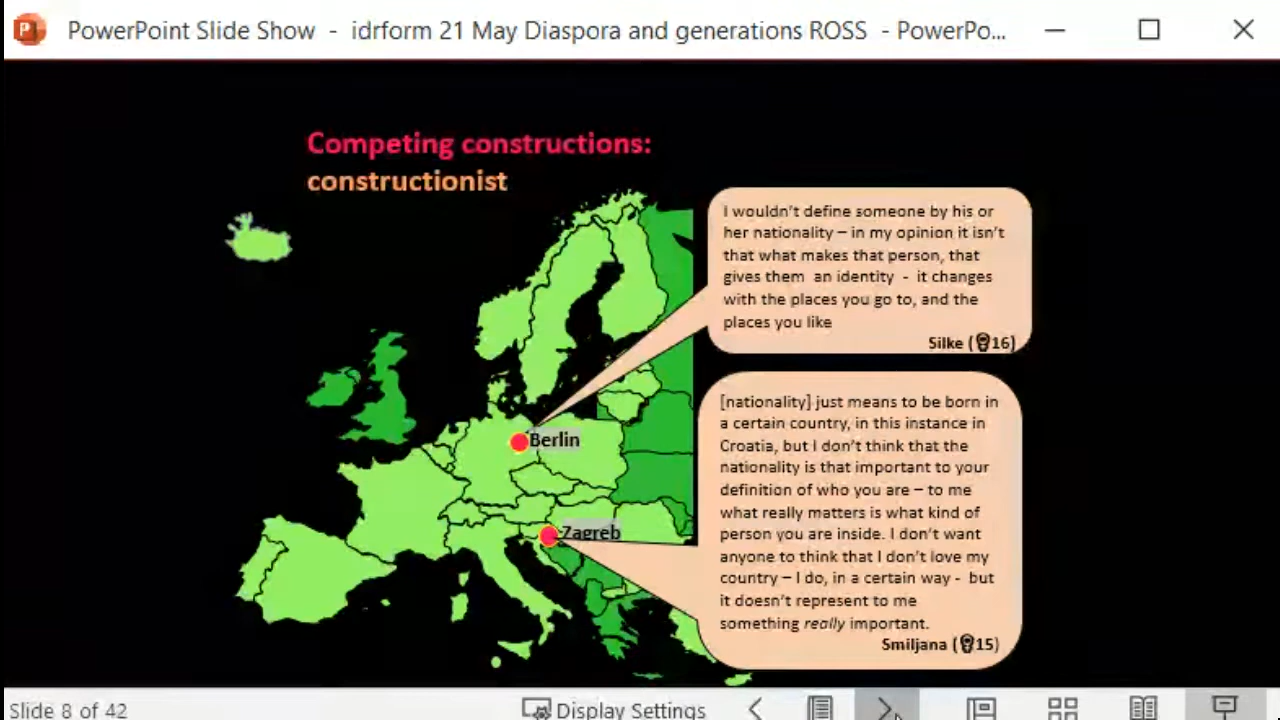 PowerPoint Slide Show - idrform 21 May Diaspora and generations ROSS - PowerPo...
Competing constructions:
constructionist
I wouldn't define someone by his or
her nationality – in my opinion it isn't
that what makes that person, that
gives them an identity - it changes
with the places you go to, and the
places you like
Silke (16)
Berlin
[nationality] just means to be born in
a certain country, in this instance in
Croatia, but I don't think that the
nationality is that important to your
definition of who you are – to me
what really matters is what kind of
person you are inside. I don't want
anyone to think that I don't love my
country – I do, in a certain way - but
it doesn't represent to me
something really important.
Smiljana (15)
Zagreb
Slide 8 of 42
Display Settings